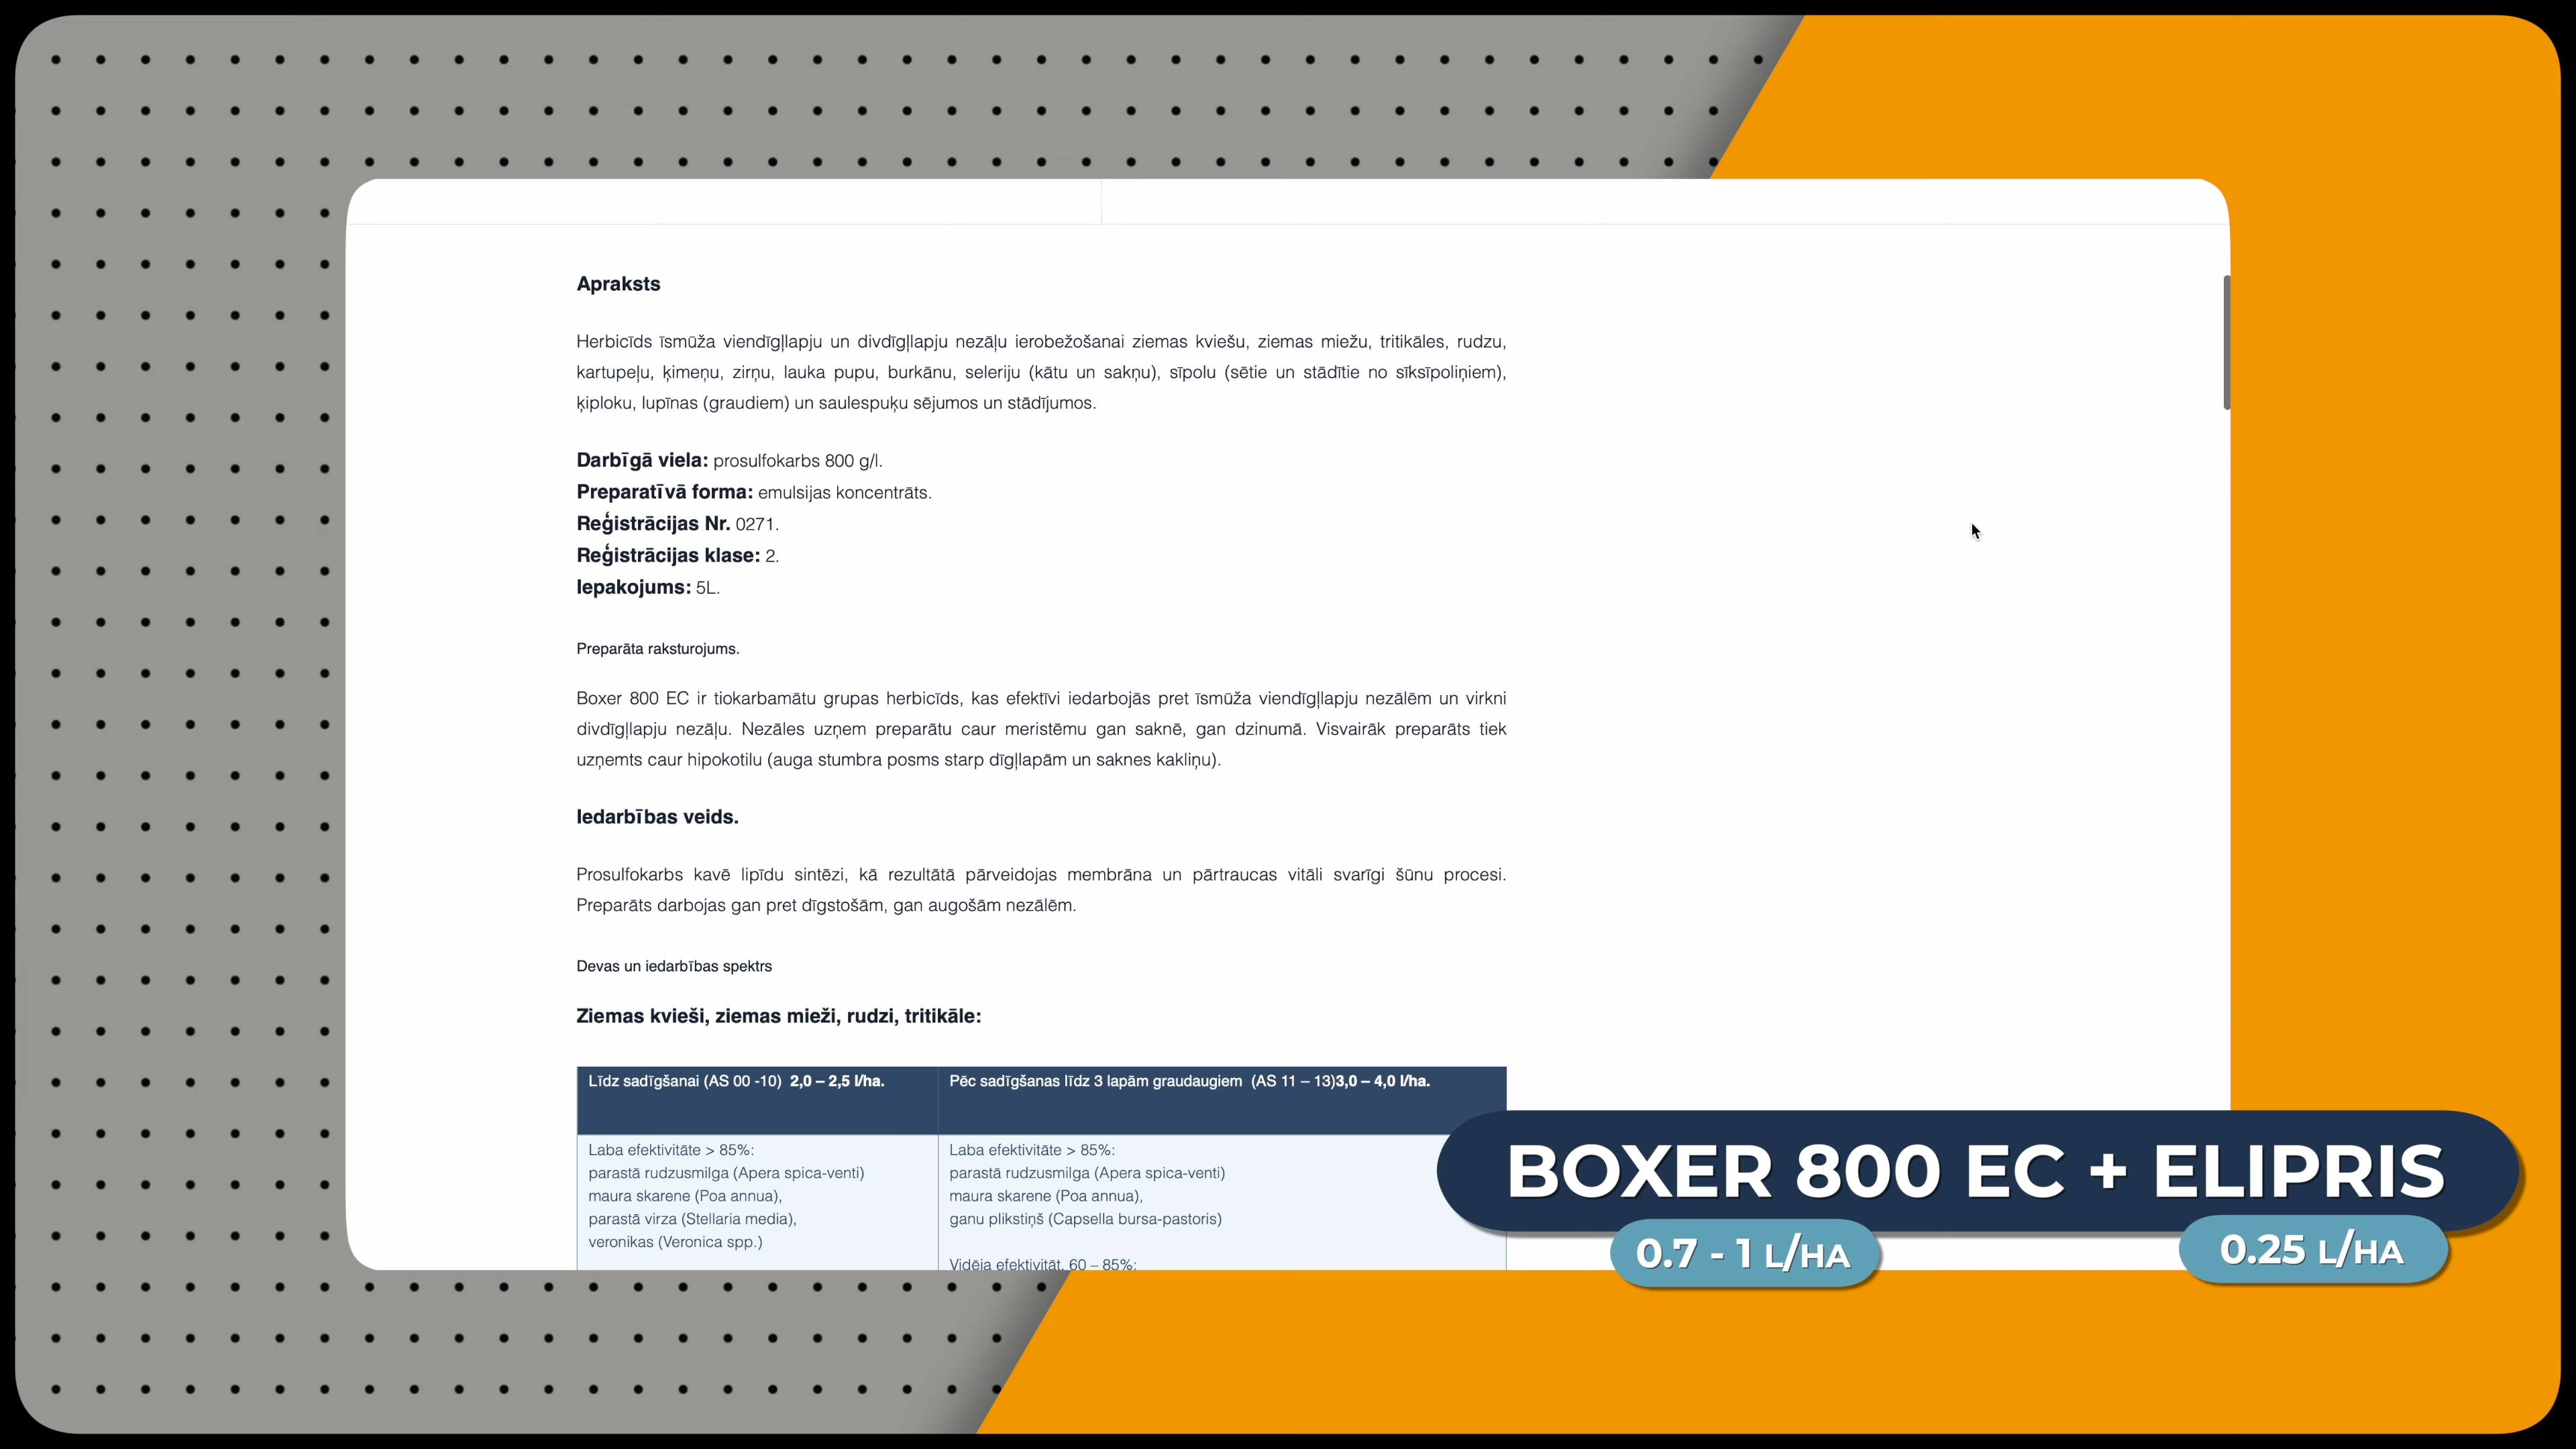 Apraksts
Herbicīds īsmūža viendīgļlapju un divdīgļlapju nezāļu ierobežošanai ziemas kviešu, ziemas miežu, tritikāles, rudzu,
kartupeļu, ķimeņu, zirņu, lauka pupu, burkānu, seleriju (kātu un sakņu), sīpolu (sētie un stādītie no sīksīpoliņiem),
ķiploku, lupīnas (graudiem) un saulespuķu sējumos un stādījumos.
Darbīgā viela: prosulfokarbs 800 g/l.
Preparatīvā forma: emulsijas koncentrāts.
Reģistrācijas Nr. 0271.
Reģistrācijas klase: 2.
Iepakojums: 5L.
Preparāta raksturojums.
Boxer 800 EC ir tiokarbamātu grupas herbicīds, kas efektīvi iedarbojās pret īsmūža viendīgļlapju nezālēm un virkni
divdīgļlapju nezāļu. Nezāles uzņem preparātu caur meristēmu gan saknē, gan dzinumā. Visvairāk preparāts tiek
uzņemts caur hipokotilu (auga stumbra posms starp dīgļlapām un saknes kakliņu).
Iedarbības veids.
Prosulfokarbs kavē lipīdu sintēzi, kā rezultātā pārveidojas membrāna un pārtraucas vitāli svarīgi šūnu procesi.
Preparāts darbojas gan pret dīgstošām, gan augošām nezālēm.
Devas un iedarbības spektrs
Ziemas kvieši, ziemas mieži, rudzi, tritikāle:
Līdz sadīgšanai (AS 00 -10) 2,0 – 2,5 l/ha.
Pēc sadīgšanas līdz 3 lapām graudaugiem (AS 11 – 13)3,0 – 4,0 l/ha.
Laba efektivitāte > 85%:
parastā rudzusmilga (Apera spica-venti)
maura skarene (Poa annua),
parastā virza (Stellaria media),
veronikas (Veronica spp.)
Laba efektivitāte > 85%:
parastā rudzusmilga (Apera spica-venti)
maura skarene (Poa annua),
ganu plikstiņš (Capsella bursa-pastoris)
Vidēja efektivitāt. 60 – 85%:
BOXER 800 EC + ELIPRIS
0.7 - 1 L/HA
0.25 L/HA